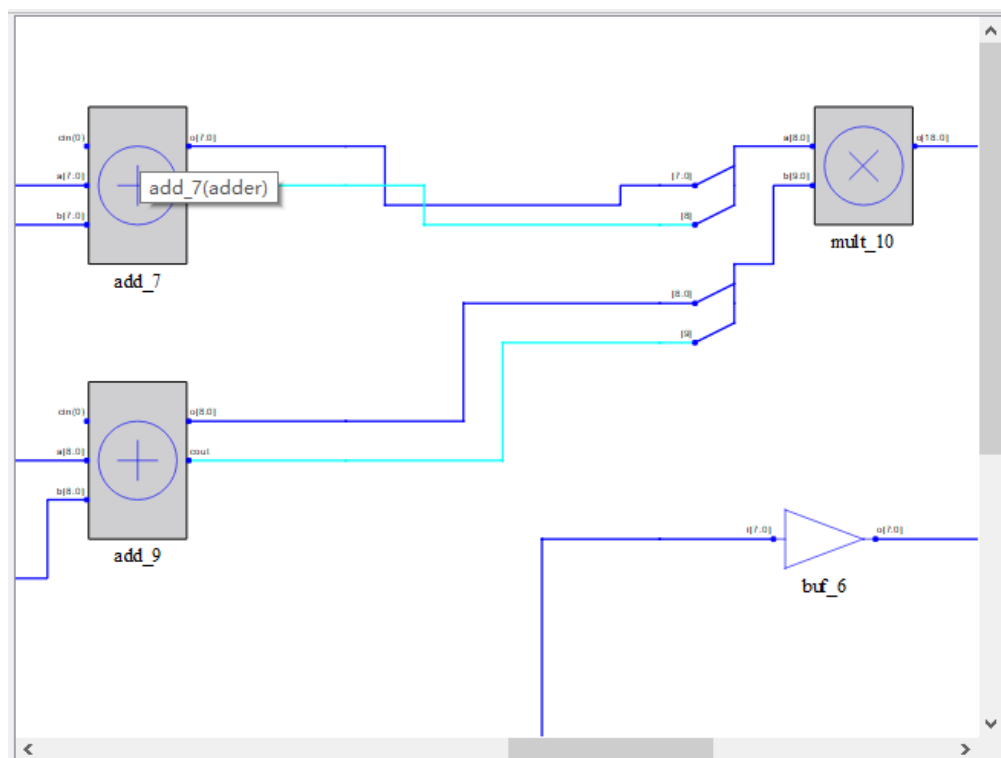 cin(0)
o[7.0]
a[7.0]
b[7.0]
add_7(adder)
add_7
[7.0]
[8]
a[8.0]
b[9.0]
o[18.0]
mult_10
[8.0]
[9]
cin(0)
o[8.0]
a[8.0]
cout
b[8.0]
add_9
i[7.0]
o[7.0]
buf_6